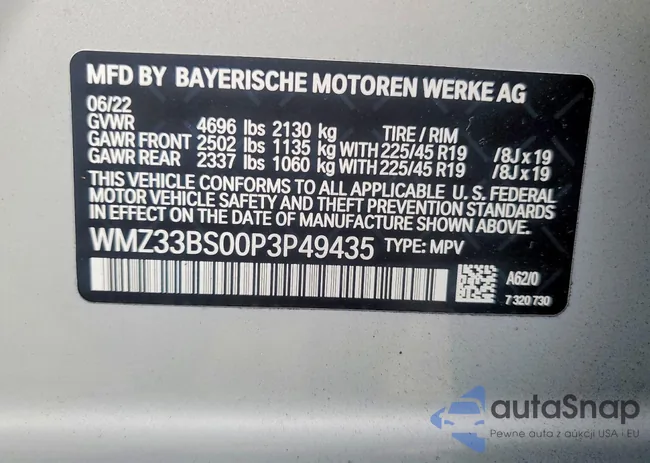 MFD BY BAYERISCHE MOTOREN WERKE AG
06/22
GVWR 4696 lbs 2130 kg TIRE / RIM
GAWR FRONT 2502 lbs 1135 kg WITH 225/45 R19 /8J x 19
GAWR REAR 2337 lbs 1060 kg WITH 225/45 R19 /8J x 19
THIS VEHICLE CONFORMS TO ALL APPLICABLE U. S. FEDERAL
MOTOR VEHICLE SAFETY AND THEFT PREVENTION STANDARDS
IN EFFECT ON THE DATE OF MANUFACTURE SHOWN ABOVE:
WMZ33BS00P3P49435 TYPE: MPV
A62/0
7 320 730
autaSnap
Pewne auta z aukcji USA i EU